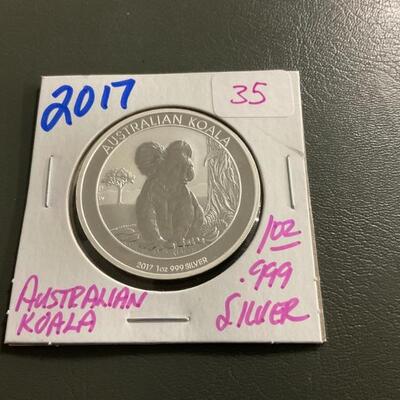 2017
35
AUSTRALIAN KOALA
2017 1oz 999 SILVER
1oz
.999
SILVER
AUSTRALIAN
KOALA